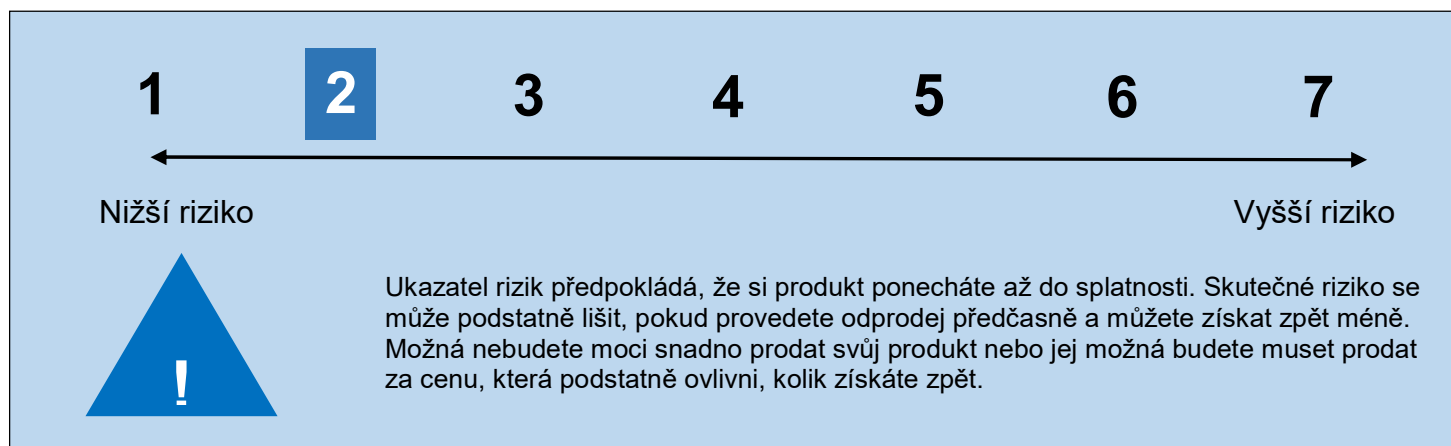 1 2 3 4 5 6 7
Nižší riziko Vyšší riziko
Ukazatel rizik předpokládá, že si produkt ponecháte až do splatnosti. Skutečné riziko se
může podstatně lišit, pokud provedete odprodej předčasně a můžete získat zpět méně.
Možná nebudete moci snadno prodat svůj produkt nebo jej možná budete muset prodat
za cenu, která podstatně ovlivni, kolik získáte zpět.
!